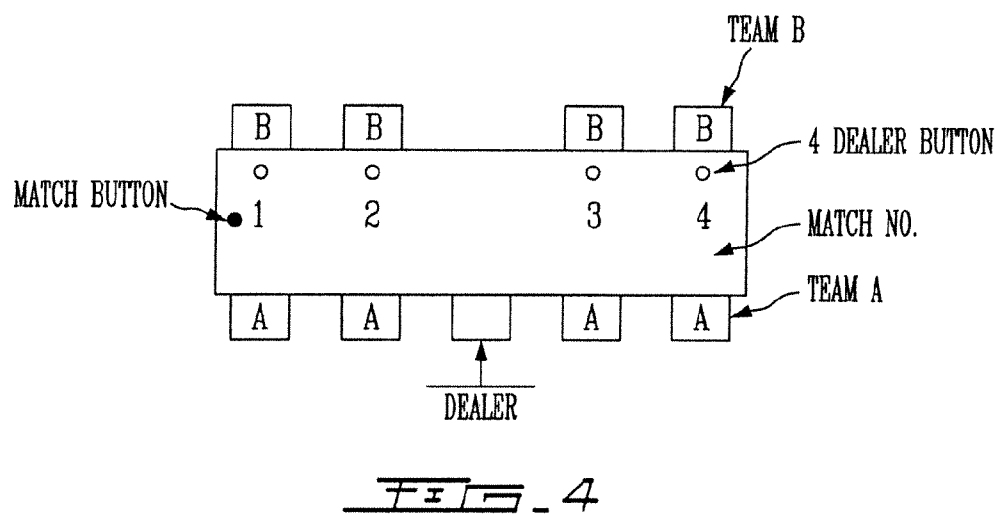 TEAM B
B B B B
4 DEALER BUTTON
MATCH BUTTON
1 2 3 4
MATCH NO.
TEAM A
A A A A
DEALER
FIG. 4